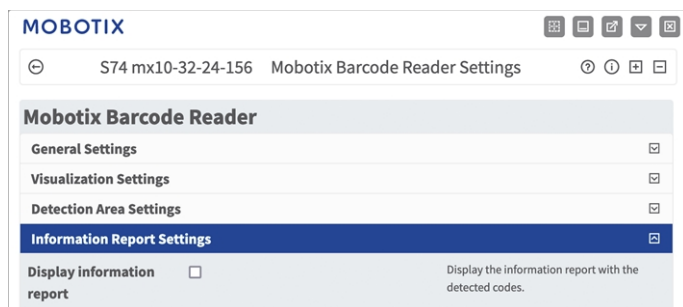 MOBOTIX
S74 mx10-32-24-156 Mobotix Barcode Reader Settings
Mobotix Barcode Reader
General Settings
Visualization Settings
Detection Area Settings
Information Report Settings
Display information report
Display the information report with the
detected codes.